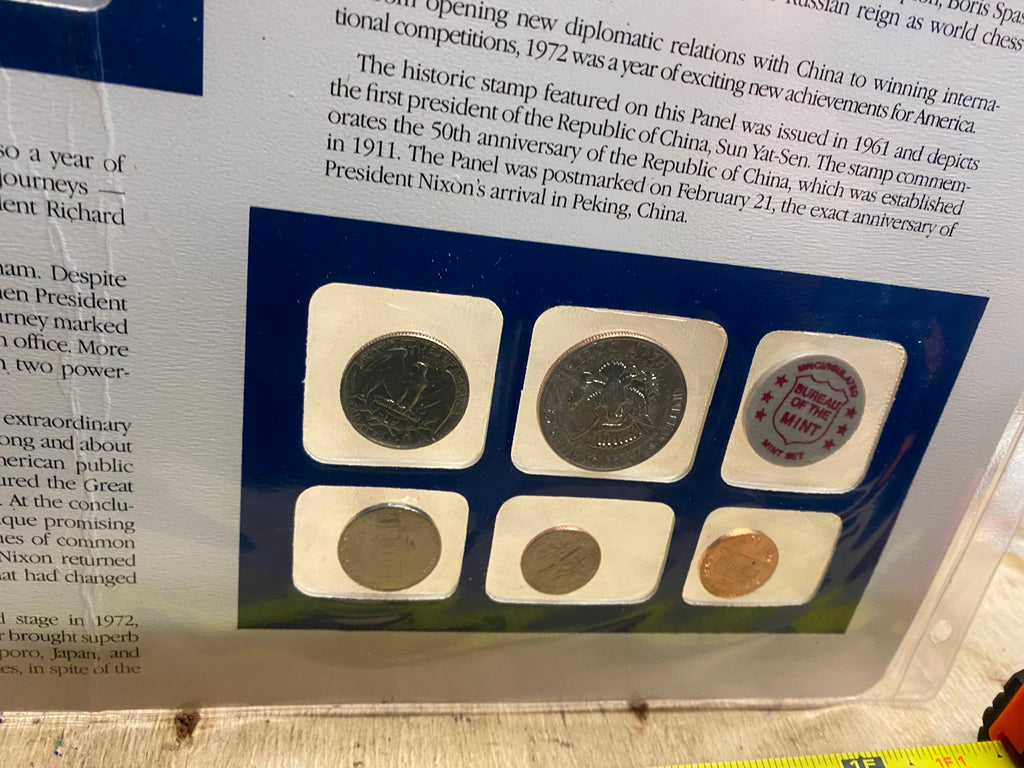 so a year of
Journeys —
dent Richard
nam. Despite
en President
urney marked
n office. More
two power-
extraordinary
ong and about
merican public
ured the Great
. At the conclu-
que promising
nes of common
Nixon returned
at had changed
d stage in 1972,
r brought superb
poro, Japan, and
es, in spite of the
Boris Spas
Russian reign as world chess
om opening new diplomatic relations with China to winning interna-
tional competitions, 1972 was a year of exciting new achievements for America.
The historic stamp featured on this Panel was issued in 1961 and depicts
the first president of the Republic of China, Sun Yat-Sen. The stamp commem-
orates the 50th anniversary of the Republic of China, which was established
in 1911. The Panel was postmarked on February 21, the exact anniversary of
President Nixon's arrival in Peking, China.
UNCIRCULATED
BUREAU
OF THE
MINT
MINT SET